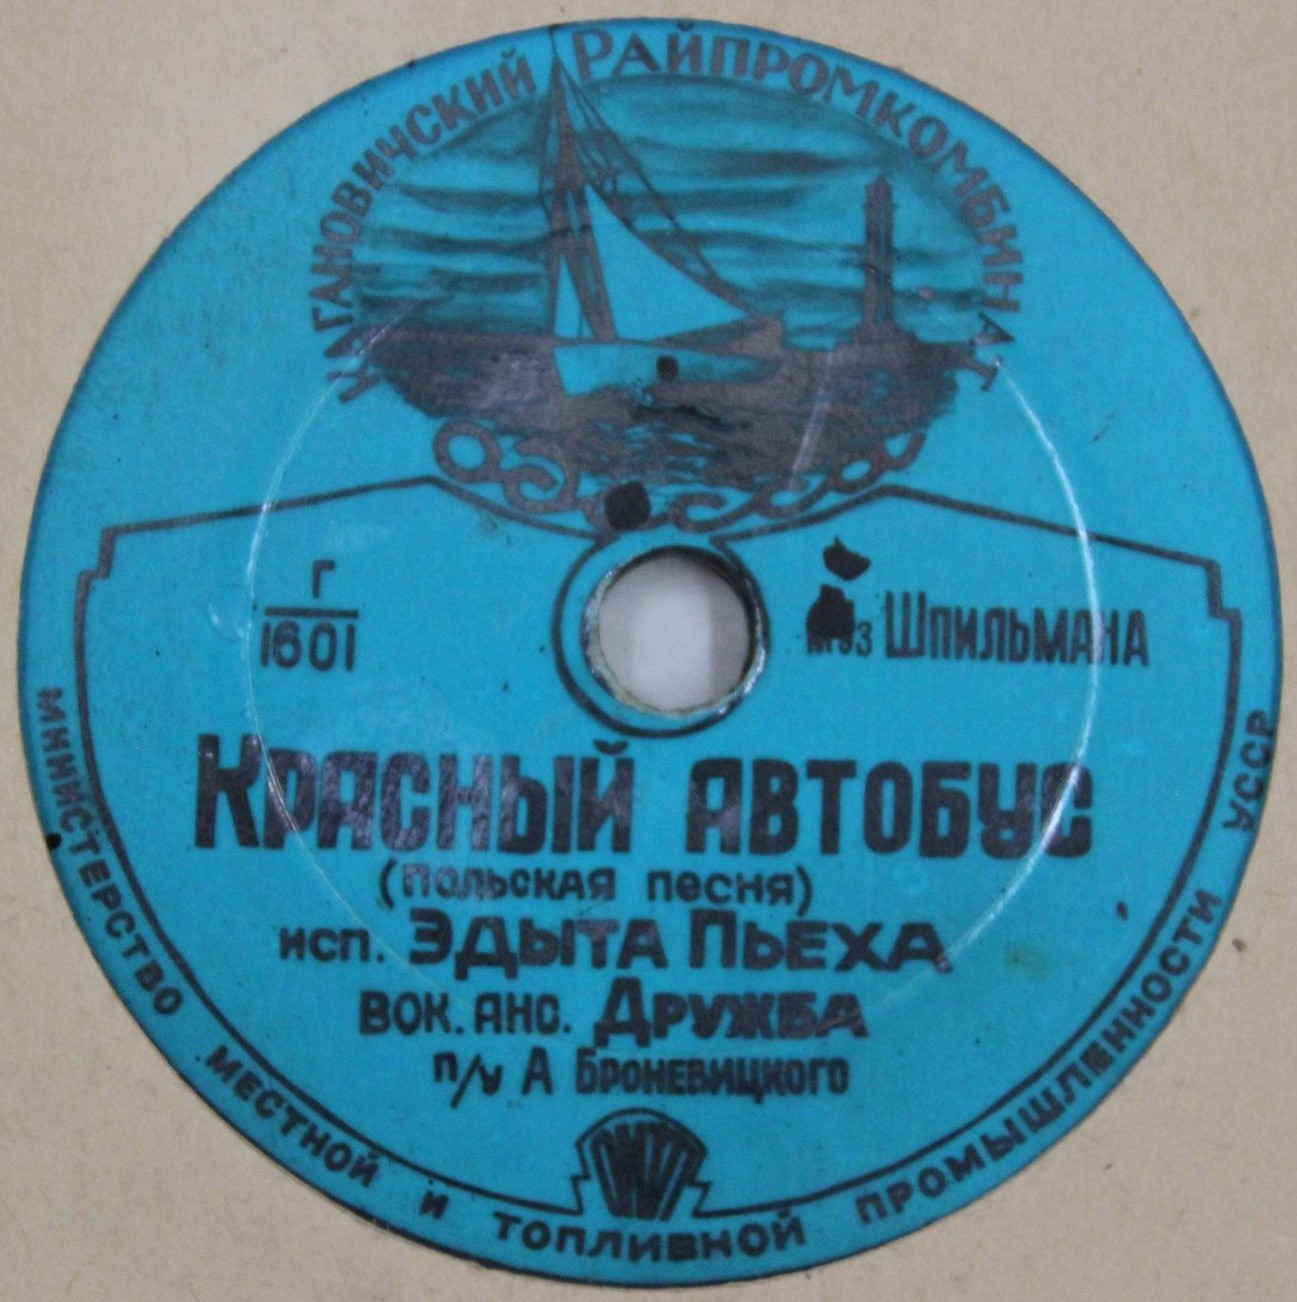 КАГАНОВИЧСКИЙ РАЙПРОМКОМБИНАТ
Г
1601
муз ШПИЛЬМАНА
КРАСНЫЙ АВТОБУС
(ПОЛЬСКАЯ ПЕСНЯ)
исп. ЭДЫТА ПЬЕХА
ВОК. АНС. ДРУЖБА
п/у А БРОНЕВИЦКОГО
МИНИСТЕРСТВО МЕСТНОЙ И ТОПЛИВНОЙ ПРОМЫШЛЕННОСТИ АССР